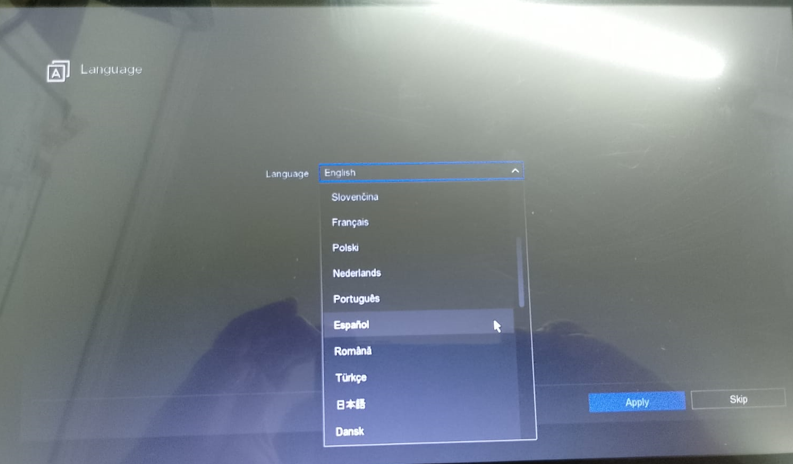 Language
Language English
Slovenčina
Français
Polski
Nederlands
Português
Español
Română
Türkçe
日本語
Dansk
Apply Skip